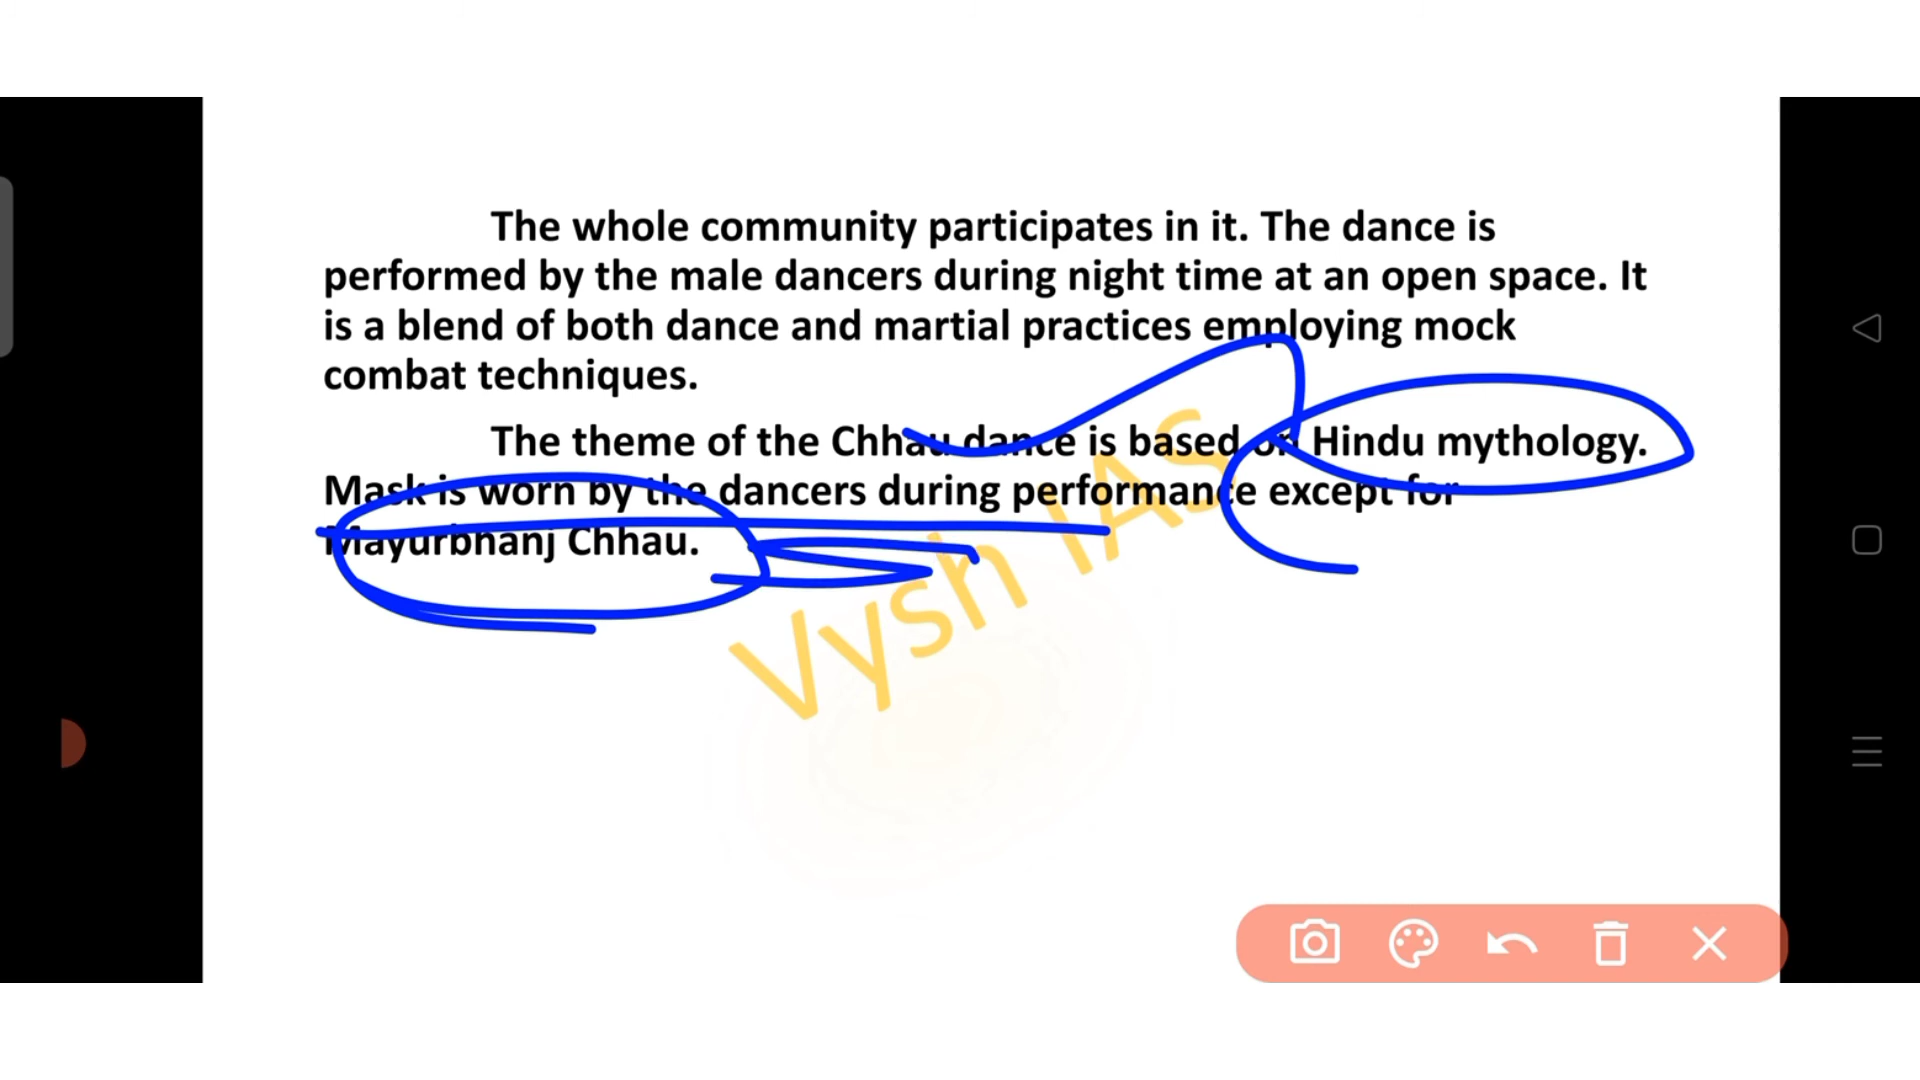 The whole community participates in it. The dance is
performed by the male dancers during night time at an open space. It
is a blend of both dance and martial practices employing mock
combat techniques.
The theme of the Chhau dance is based on Hindu mythology.
Mask is worn by the dancers during performance except for
Mayurbhanj Chhau.
Vysh IAS